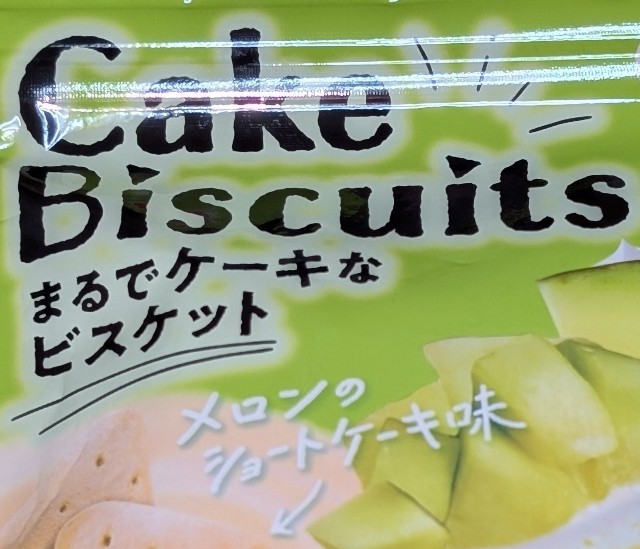 Cake
Biscuits
まるでケーキな
ビスケット
メロンの
ショートケーキ味